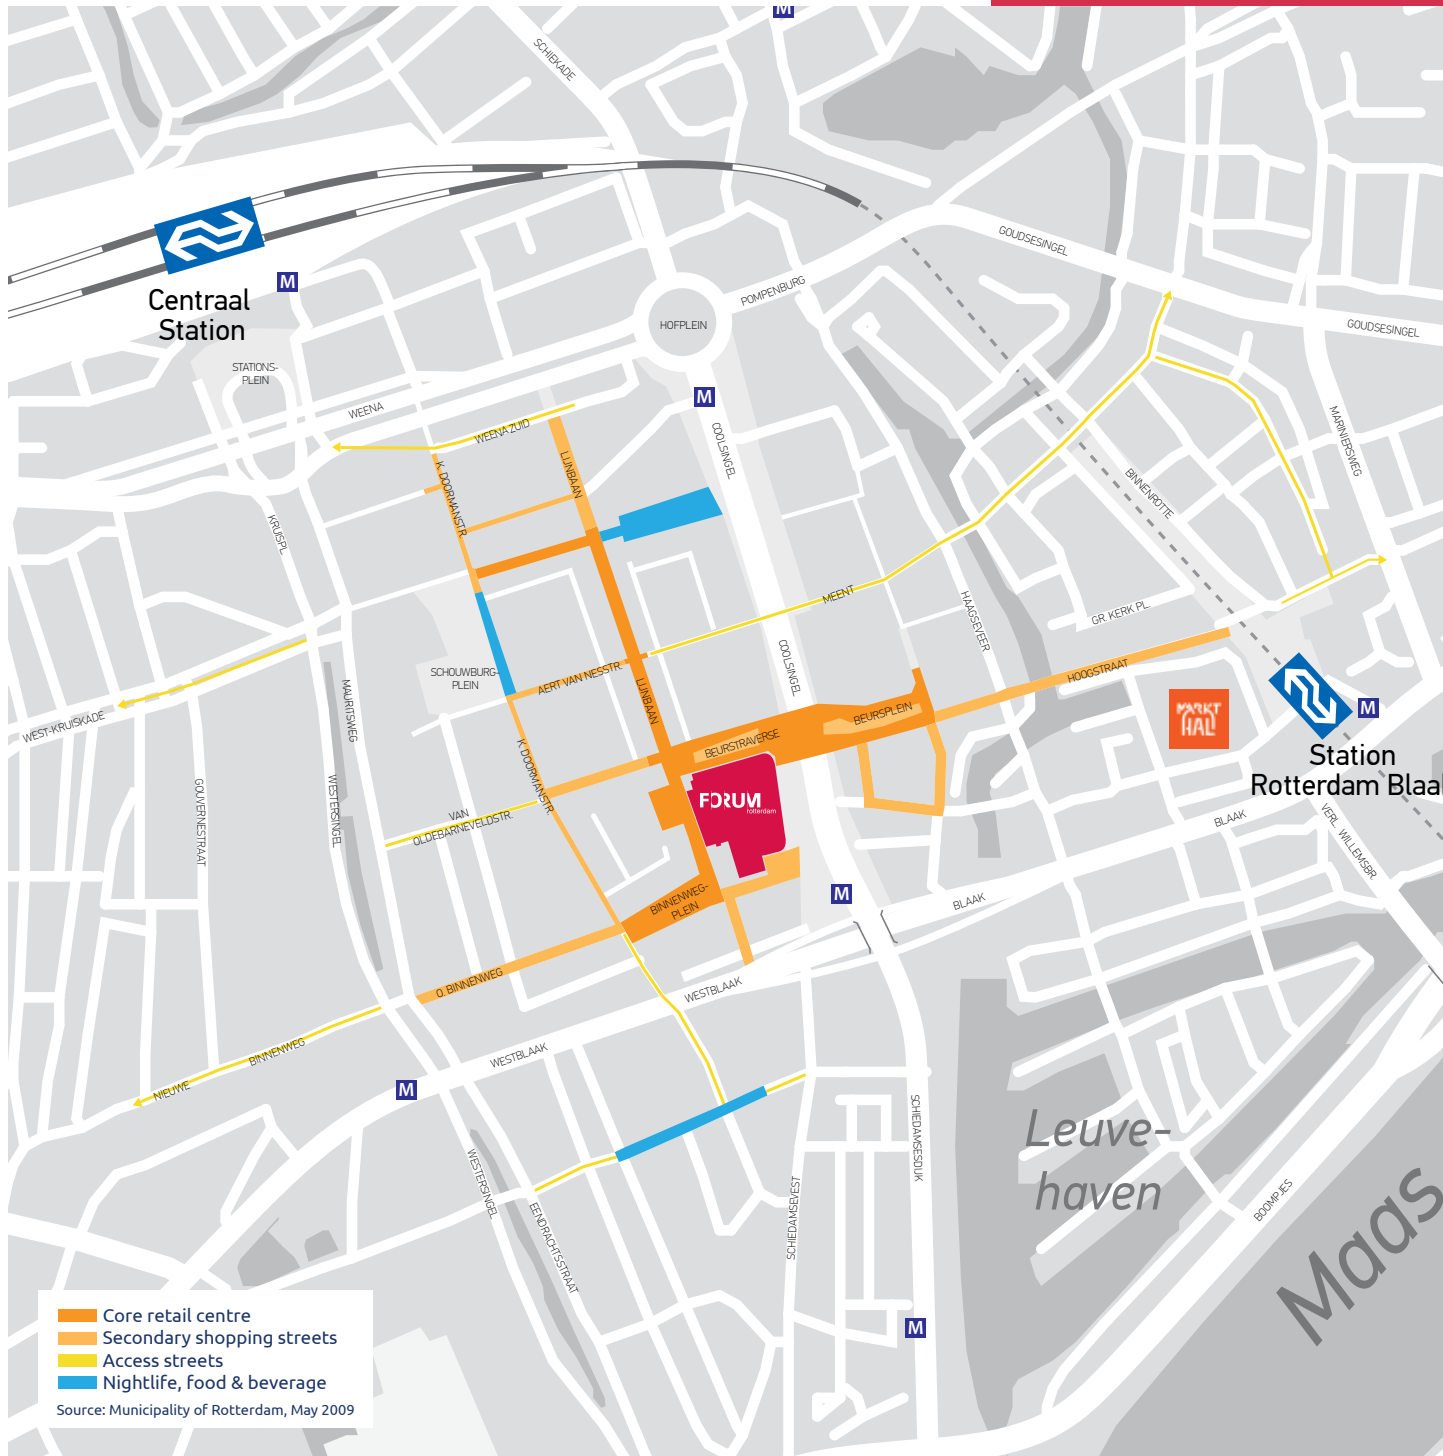 M
SCHIEKADE
GOUDSESINGEL
Centraal
Station
M
POMPENBURG
HOFPLEIN
GOUDSESINGEL
STATIONS-
PLEIN
WEENA
M
WEENA ZUID
COOLSINGEL
MARINIERSWEG
LIJNBAAN
K. DOORMANSTR.
BINNENROTTE
KRUISPL.
MEENT
HAAGSEVEER
GR. KERK PL.
COOLSINGEL
HOOGSTRAAT
SCHOUWBURG-
PLEIN
AERT VAN NESSTR.
LIJNBAAN
MAURITSWEG
WEST-KRUISKADE
BEURSPLEIN
BEURSTRAVERSE
MARKT
HAL
M
Station
Rotterdam Blaak
K. DOORMANSTR.
FORUM
rotterdam
GOUVERNESTRAAT
WESTERSINGEL
VAN
OLDEBARNEVELDSTR.
BLAAK
VERL. WILLEMSBR.
M
BINNENWEG-
PLEIN
BLAAK
O. BINNENWEG
WESTBLAAK
WESTBLAAK
BINNENWEG
NIEUWE
M
SCHIEDAMSESDIJK
Leuve-
haven
WESTERSINGEL
EENDRACHTSSTRAAT
SCHIEDAMSEVEST
BOOMPJES
Maas
M
Core retail centre
Secondary shopping streets
Access streets
Nightlife, food & beverage
Source: Municipality of Rotterdam, May 2009